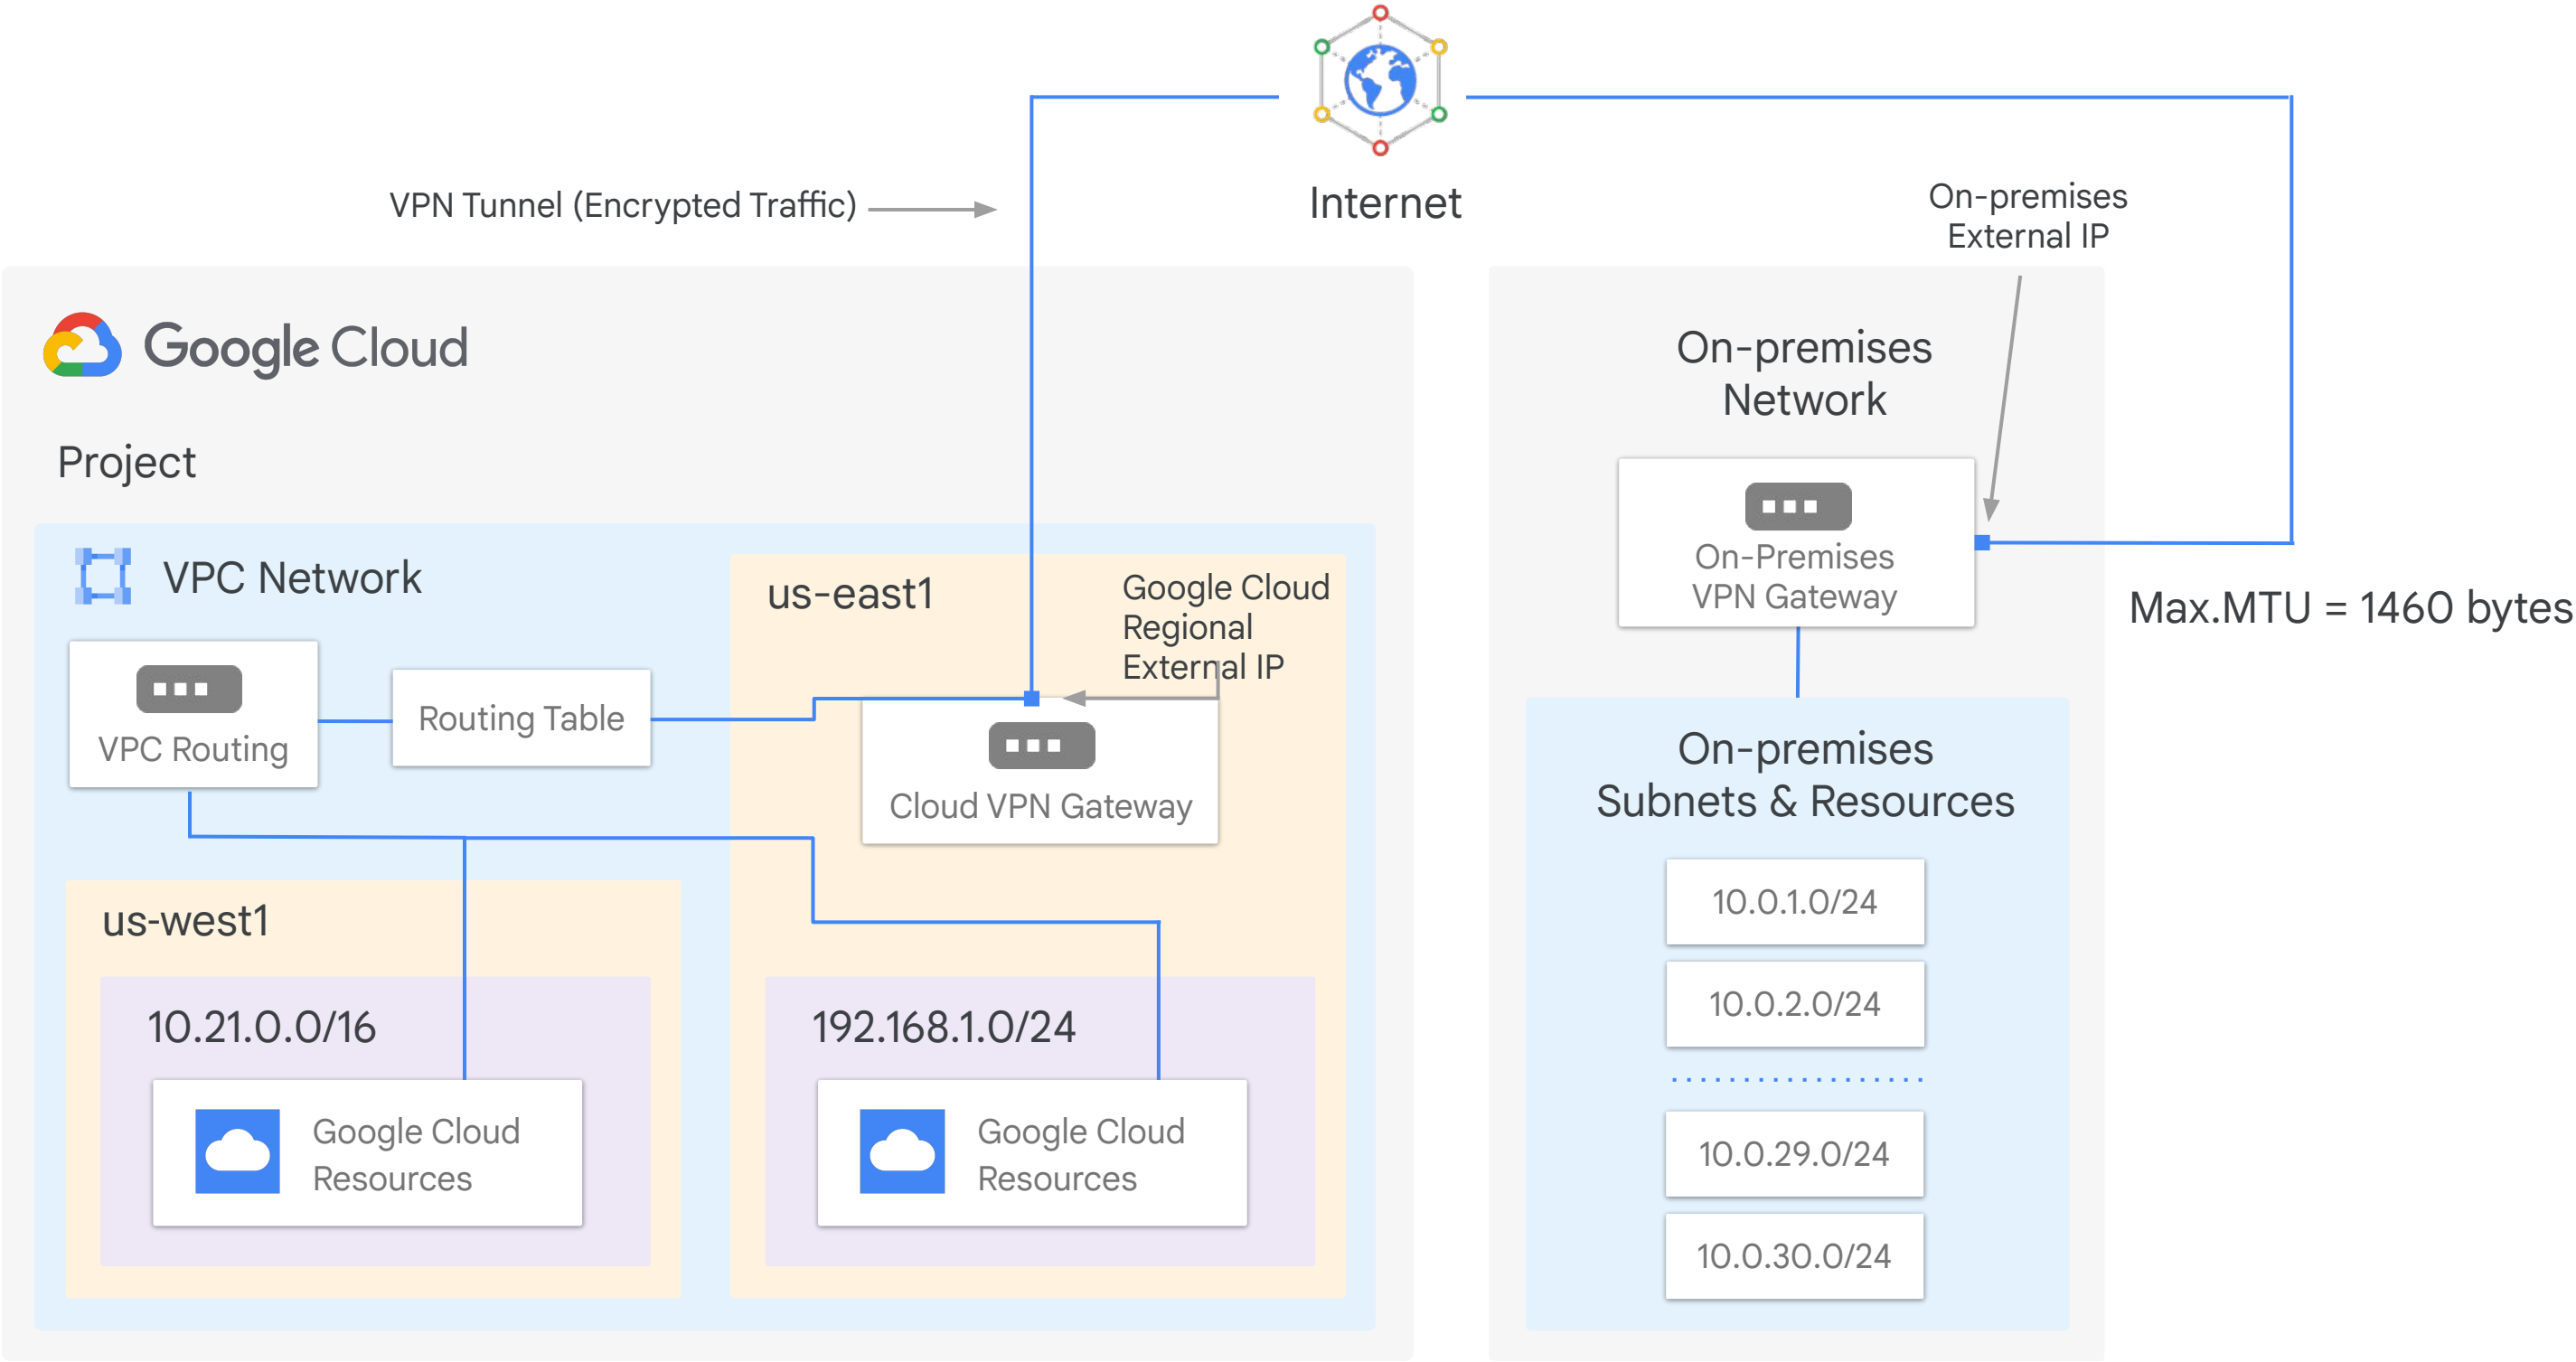 Internet
VPN Tunnel (Encrypted Traffic)
On-premises
External IP
Google Cloud
Project
VPC Network
VPC Routing
Routing Table
us-east1
Google Cloud
Regional
External IP
Cloud VPN Gateway
us-west1
10.21.0.0/16
Google Cloud
Resources
192.168.1.0/24
Google Cloud
Resources
On-premises
Network
On-Premises
VPN Gateway
Max.MTU = 1460 bytes
On-premises
Subnets & Resources
10.0.1.0/24
10.0.2.0/24
10.0.29.0/24
10.0.30.0/24